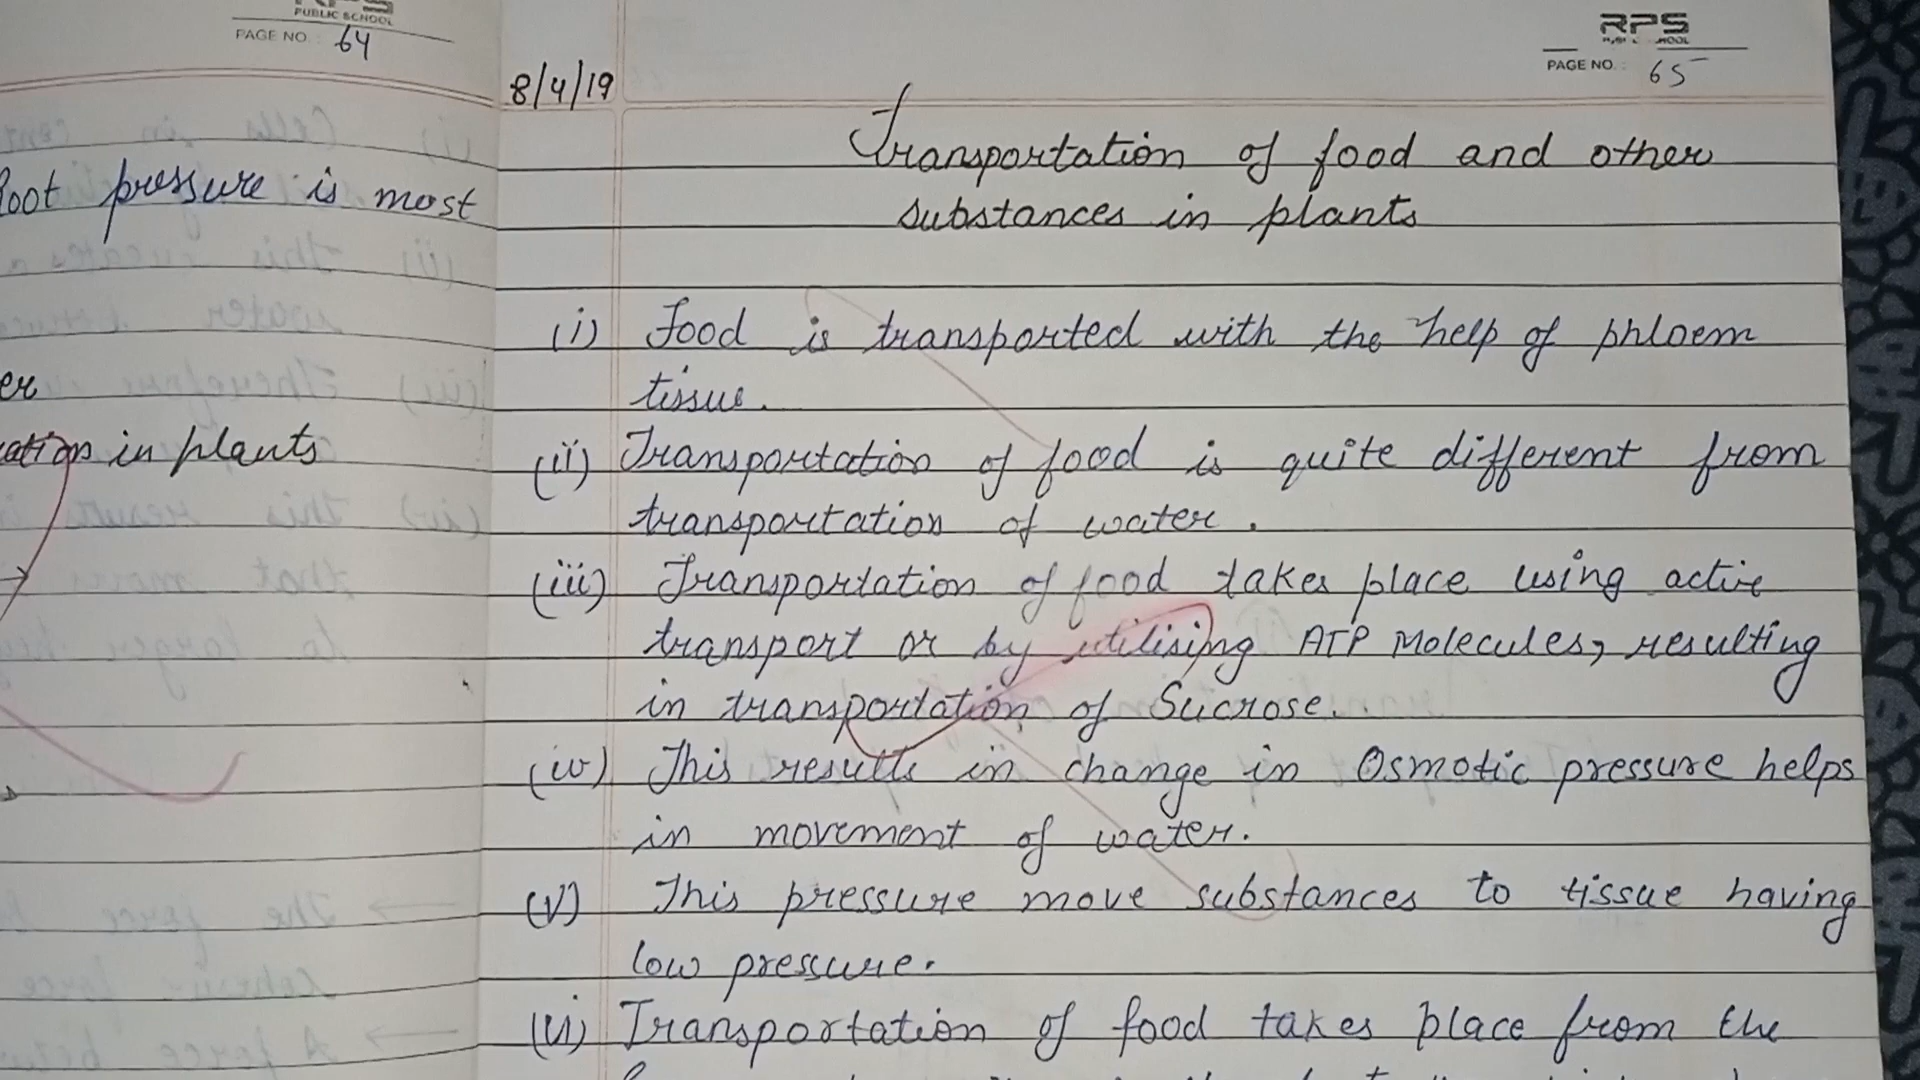 PUBLIC SCHOOL
PAGE NO. : 64
Root pressure is most
er
in plants
RPS
PAGE NO. : 65
8/4/19
Transportation of food and other
substances in plants
(i) Food is transported with the help of phloem
tissue.
(ii) Transportation of food is quite different from
transportation of water.
(iii) Transportation of food takes place using active
transport or by utilising ATP Molecules, resulting
in transportation of Sucrose.
(iv) This results in change in Osmotic pressure helps
in movement of water.
(v) This pressure move substances to tissue having
low pressure.
(vi) Transportation of food takes place from the